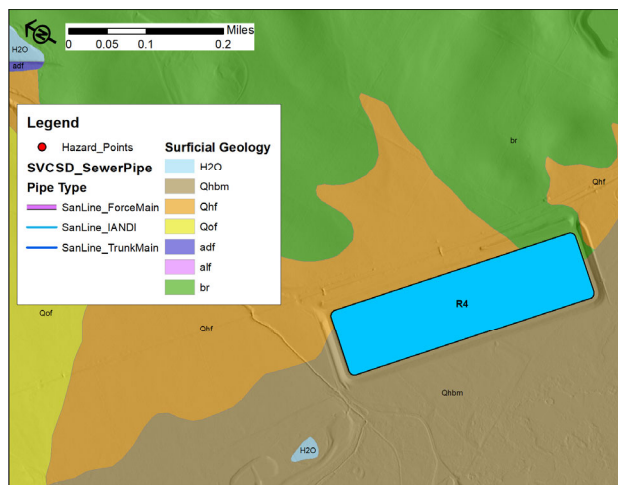 N
Miles
0 0.05 0.1 0.2
H2O
adf
Legend
Hazard_Points
SVCSD_SewerPipe
Pipe Type
SanLine_ForceMain
SanLine_IANDI
SanLine_TrunkMain
Surficial Geology
H2O
Qhbm
Qhf
Qof
adf
alf
br
br
Qhf
Qof
Qhf
R4
Qhbm
H2O